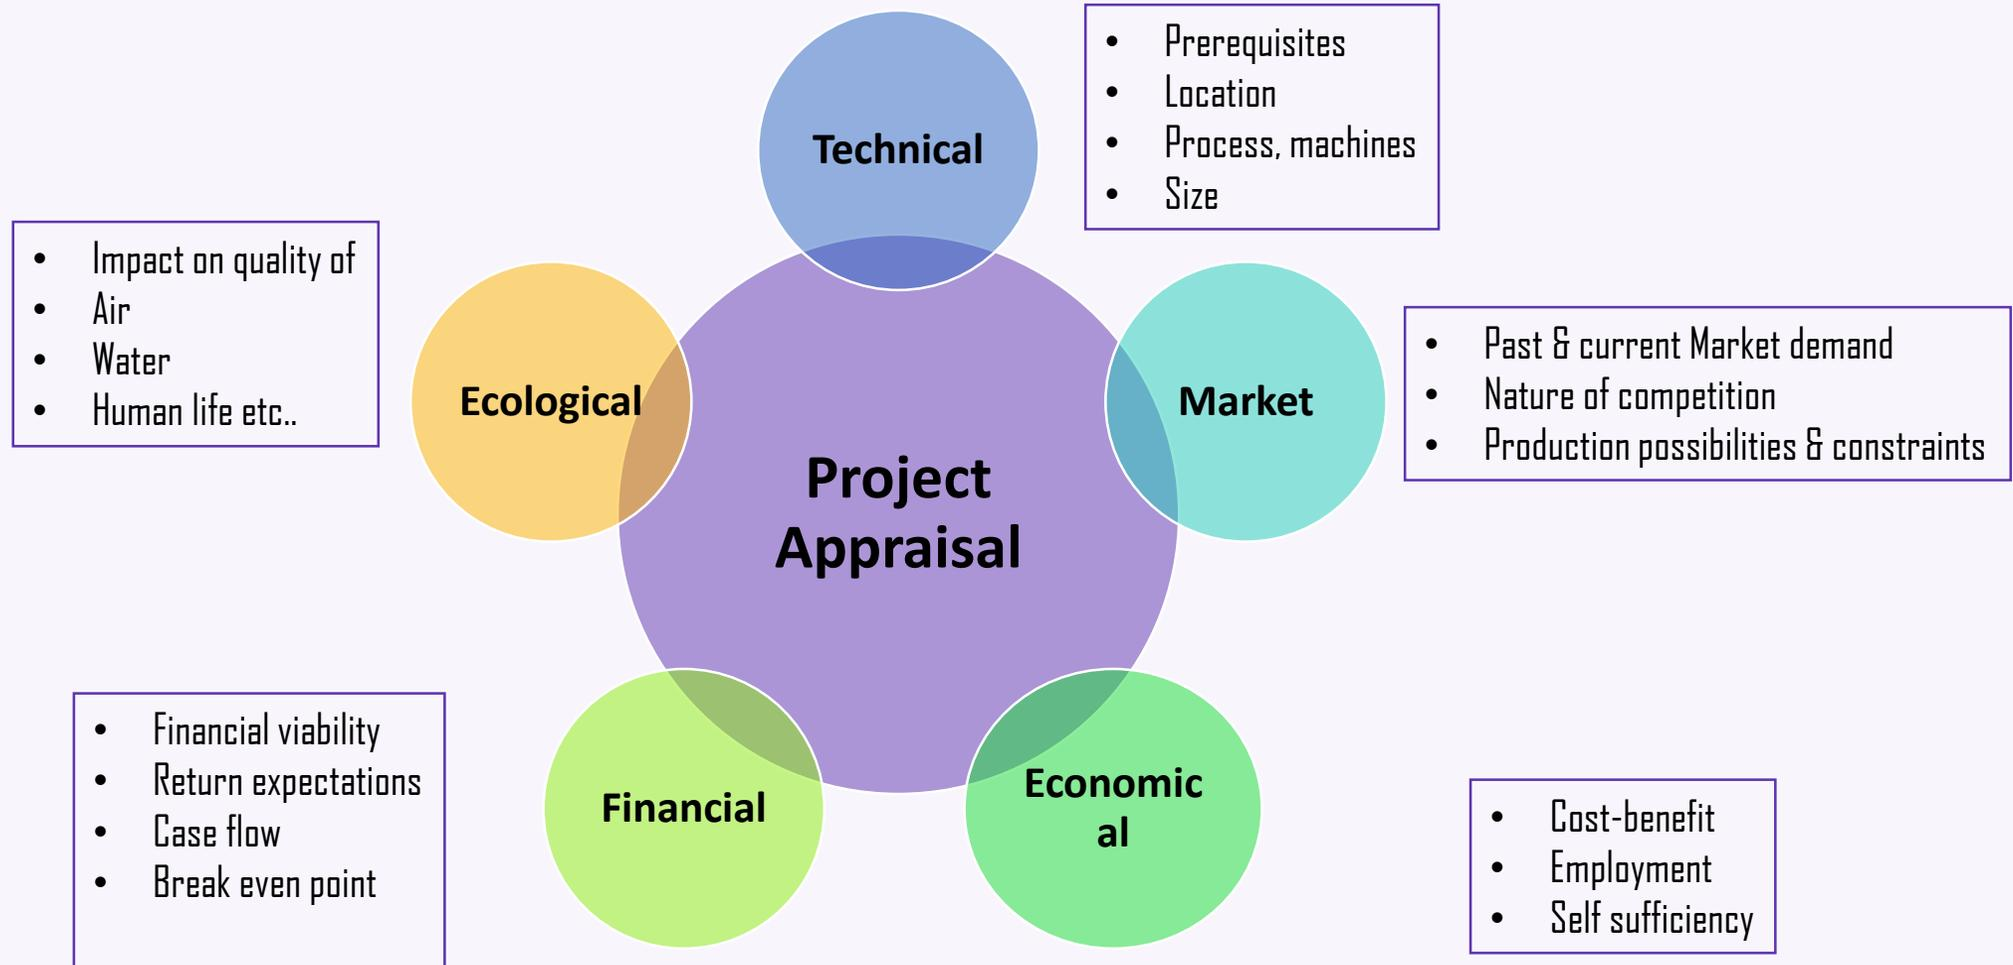 Technical
• Prerequisites
• Location
• Process, machines
• Size
• Impact on quality of
• Air
• Water
• Human life etc..
Ecological
Market
• Past & current Market demand
• Nature of competition
• Production possibilities & constraints
Project
Appraisal
• Financial viability
• Return expectations
• Case flow
• Break even point
Financial
Economic
al
• Cost-benefit
• Employment
• Self sufficiency